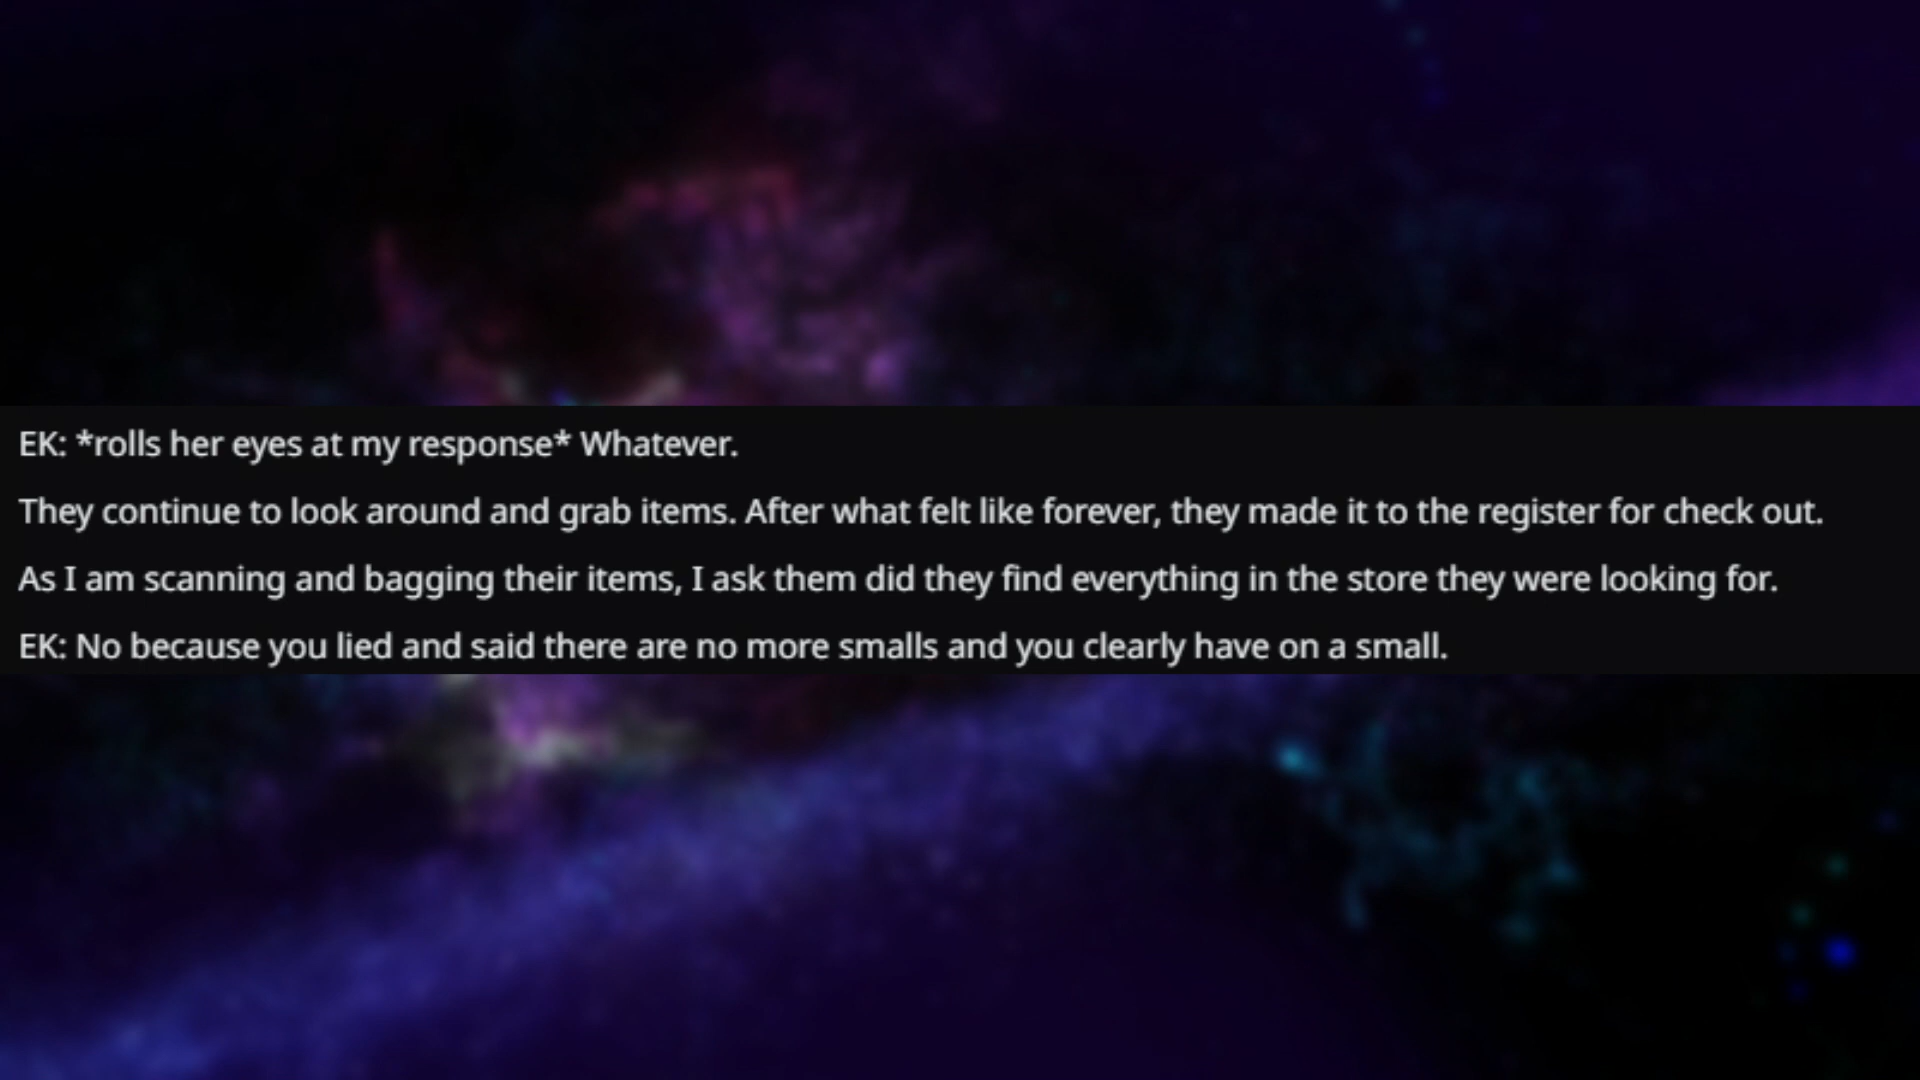 EK: *rolls her eyes at my response* Whatever.
They continue to look around and grab items. After what felt like forever, they made it to the register for check out.
As I am scanning and bagging their items, I ask them did they find everything in the store they were looking for.
EK: No because you lied and said there are no more smalls and you clearly have on a small.